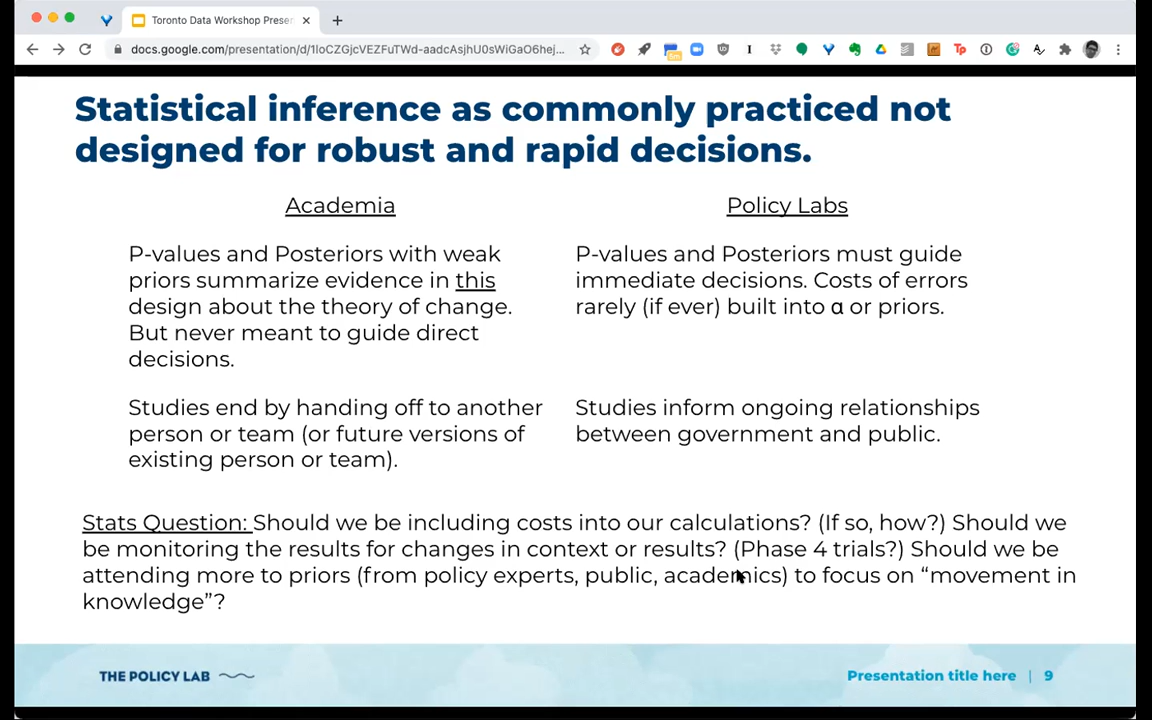 Toronto Data Workshop Presen
docs.google.com/presentation/d/1loCZGjcVEZFuTWd-aadcAsjhU0sWiGaO6hej...
Statistical inference as commonly practiced not
designed for robust and rapid decisions.
Academia
P-values and Posteriors with weak
priors summarize evidence in this
design about the theory of change.
But never meant to guide direct
decisions.
Studies end by handing off to another
person or team (or future versions of
existing person or team).
Policy Labs
P-values and Posteriors must guide
immediate decisions. Costs of errors
rarely (if ever) built into α or priors.
Studies inform ongoing relationships
between government and public.
Stats Question: Should we be including costs into our calculations? (If so, how?) Should we
be monitoring the results for changes in context or results? (Phase 4 trials?) Should we be
attending more to priors (from policy experts, public, academics) to focus on “movement in
knowledge”?
THE POLICY LAB
Presentation title here | 9